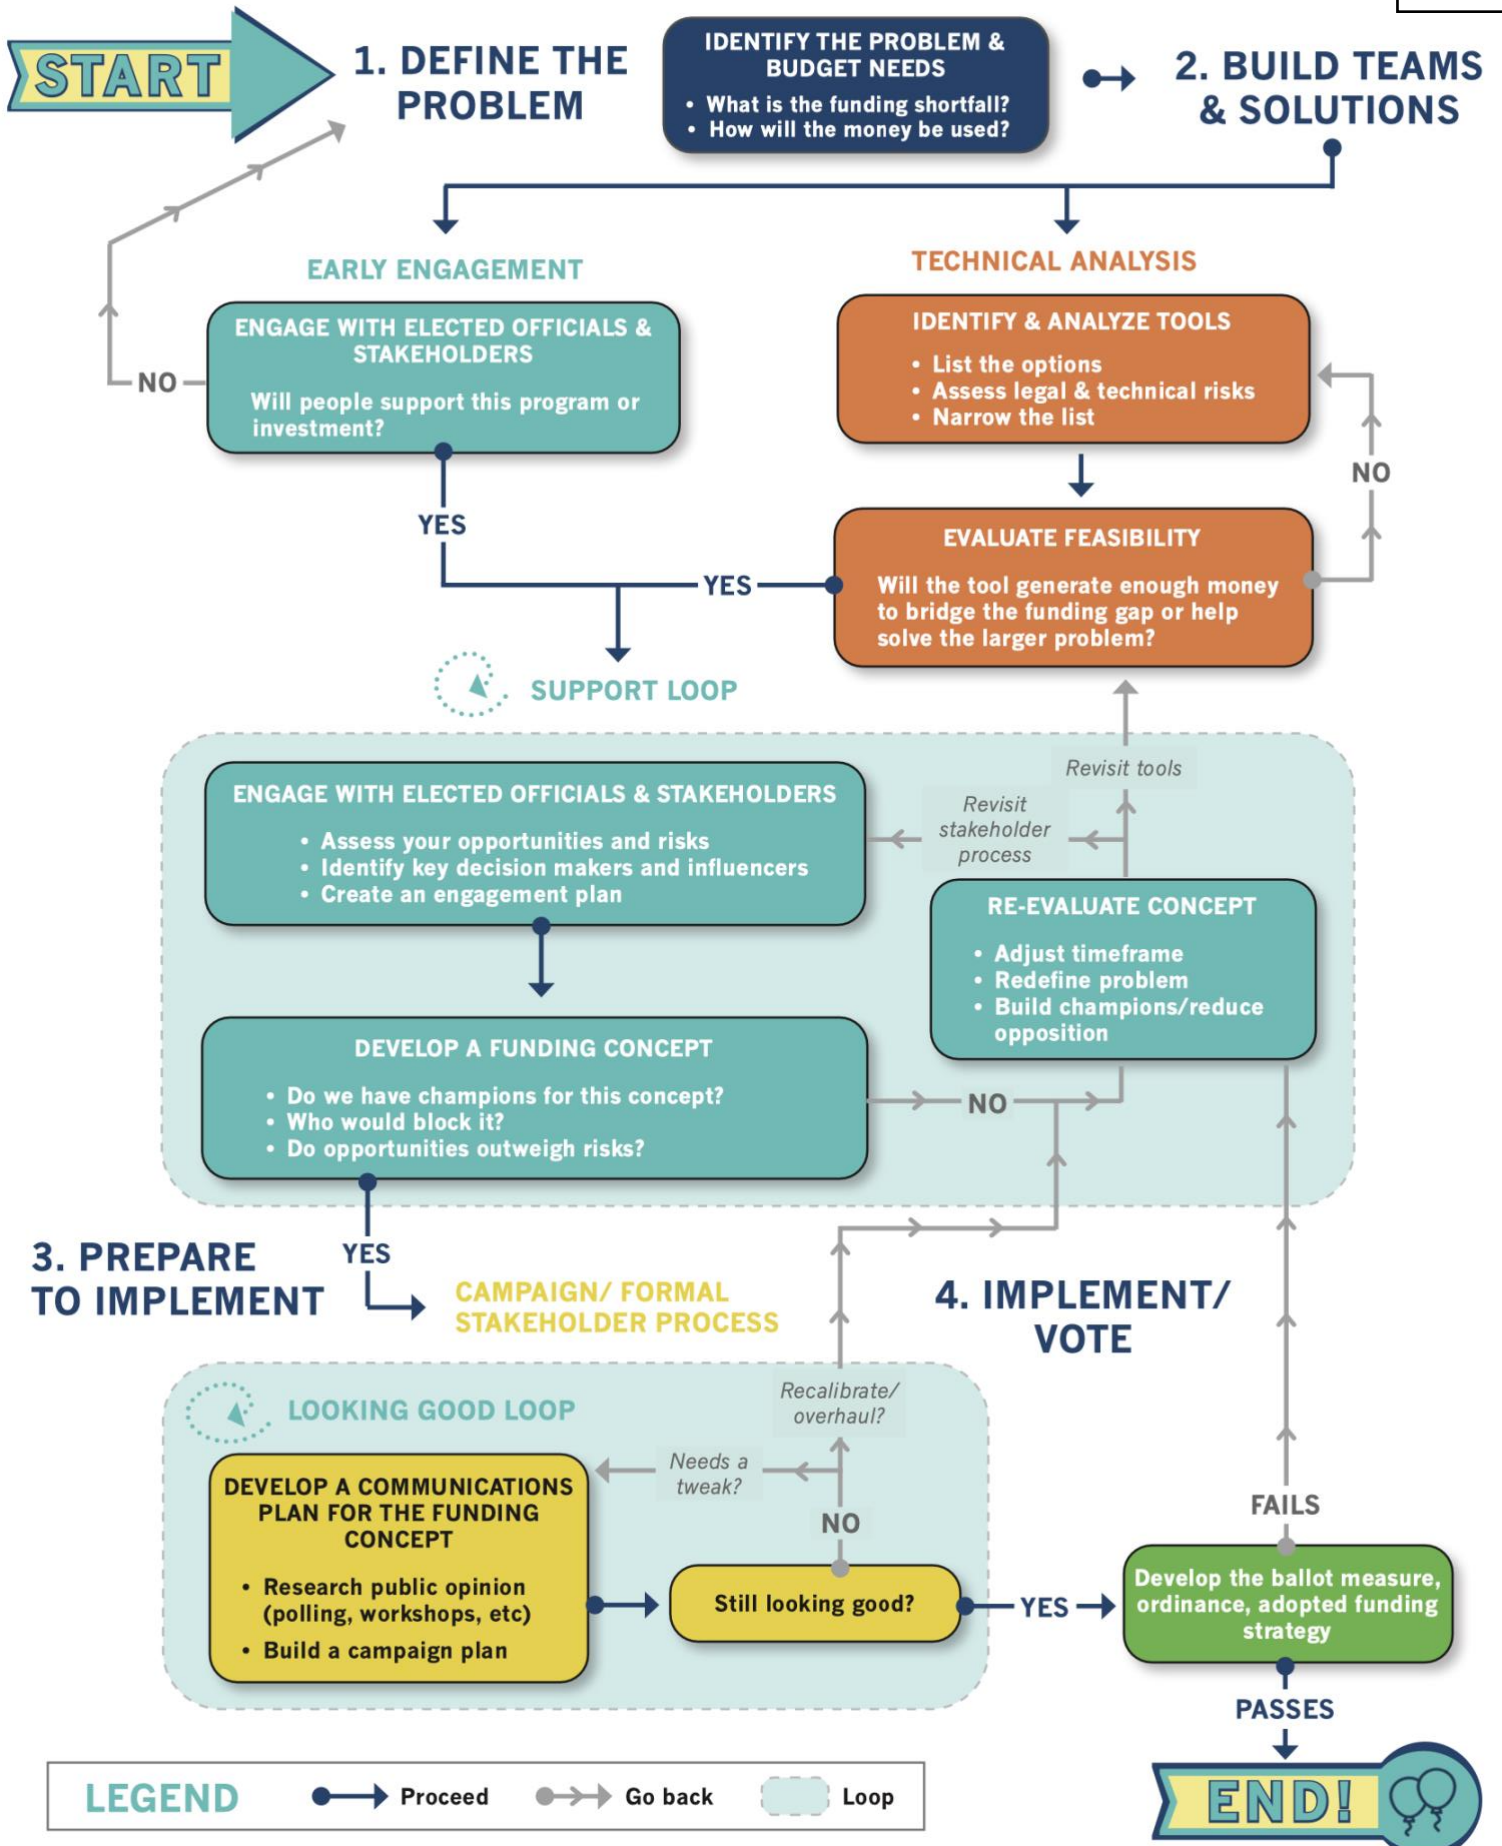 START
1. DEFINE THE
PROBLEM
IDENTIFY THE PROBLEM &
BUDGET NEEDS
• What is the funding shortfall?
• How will the money be used?
2. BUILD TEAMS
& SOLUTIONS
EARLY ENGAGEMENT
ENGAGE WITH ELECTED OFFICIALS &
STAKEHOLDERS
Will people support this program or
investment?
NO
YES
TECHNICAL ANALYSIS
IDENTIFY & ANALYZE TOOLS
• List the options
• Assess legal & technical risks
• Narrow the list
NO
EVALUATE FEASIBILITY
Will the tool generate enough money
to bridge the funding gap or help
solve the larger problem?
YES
SUPPORT LOOP
ENGAGE WITH ELECTED OFFICIALS & STAKEHOLDERS
• Assess your opportunities and risks
• Identify key decision makers and influencers
• Create an engagement plan
Revisit tools
Revisit
stakeholder
process
RE-EVALUATE CONCEPT
• Adjust timeframe
• Redefine problem
• Build champions/reduce
opposition
DEVELOP A FUNDING CONCEPT
• Do we have champions for this concept?
• Who would block it?
• Do opportunities outweigh risks?
NO
3. PREPARE
TO IMPLEMENT
YES
CAMPAIGN/ FORMAL
STAKEHOLDER PROCESS
4. IMPLEMENT/
VOTE
LOOKING GOOD LOOP
Recalibrate/
overhaul?
Needs a
tweak?
NO
DEVELOP A COMMUNICATIONS
PLAN FOR THE FUNDING
CONCEPT
• Research public opinion
(polling, workshops, etc)
• Build a campaign plan
Still looking good?
YES
FAILS
Develop the ballot measure,
ordinance, adopted funding
strategy
PASSES
END!
LEGEND
Proceed
Go back
Loop